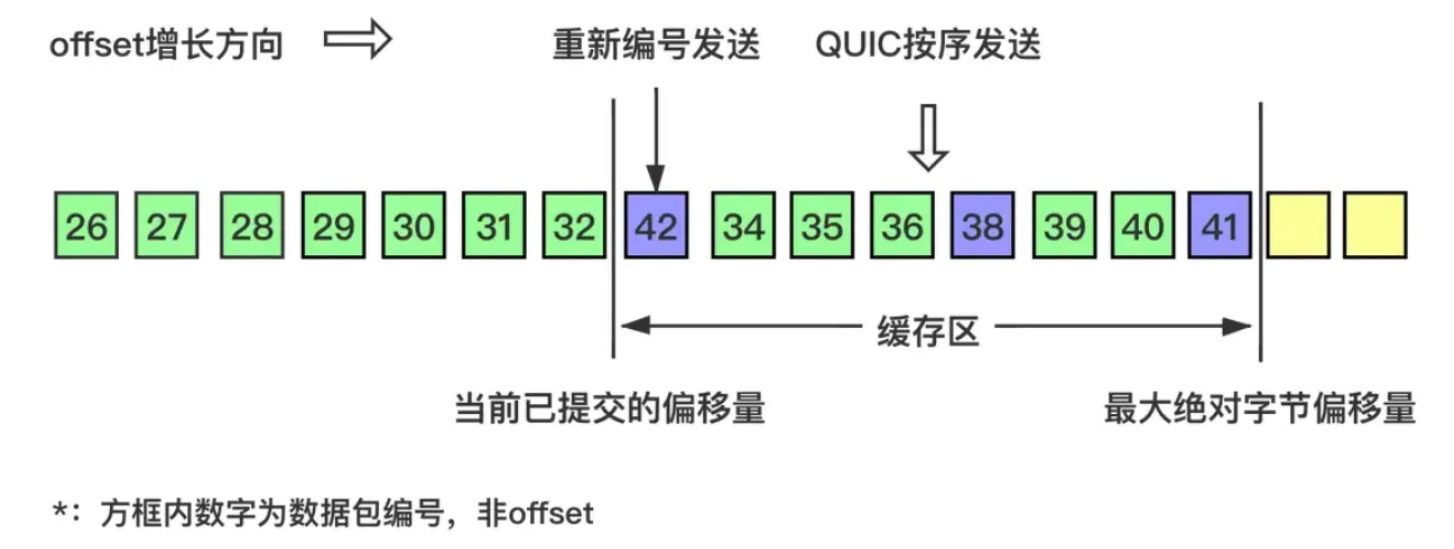 offset增长方向 重新编号发送 QUIC按序发送
26 27 28 29 30 31 32 42 34 35 36 38 39 40 41
缓存区
当前已提交的偏移量 最大绝对字节偏移量
*：方框内数字为数据包编号，非offset